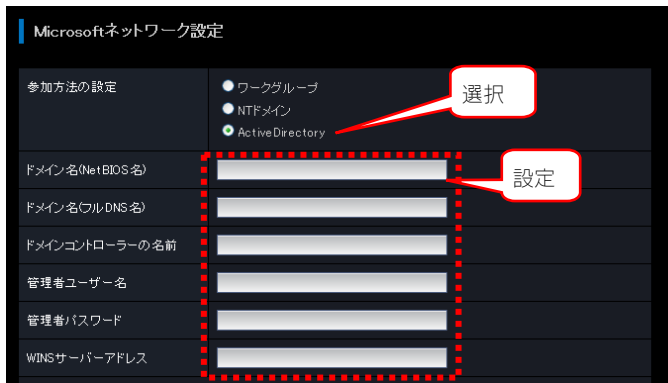 Microsoftネットワーク設定
参加方法の設定
ワークグループ
NTドメイン
ActiveDirectory
選択
ドメイン名(NetBIOS名)
設定
ドメイン名(フルDNS名)
ドメインコントローラーの名前
管理者ユーザー名
管理者パスワード
WINSサーバーアドレス